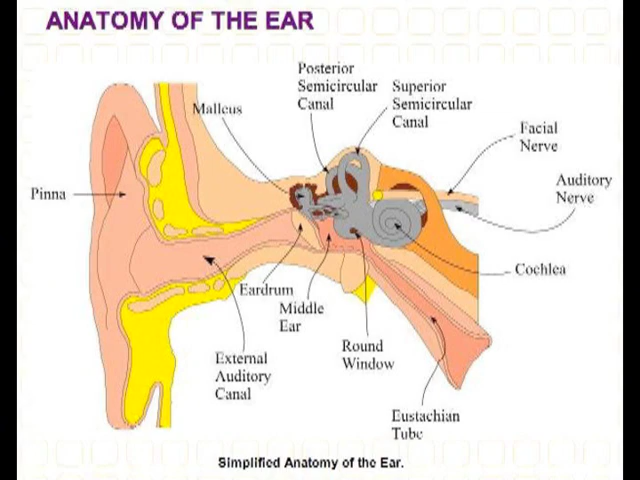 ANATOMY OF THE EAR
Posterior
Semicircular
Canal
Superior
Semicircular
Canal
Malleus
Facial
Nerve
Pinna
Auditory
Nerve
Cochlea
Eardrum
Middle
Ear
Round
Window
External
Auditory
Canal
Eustachian
Tube
Simplified Anatomy of the Ear.